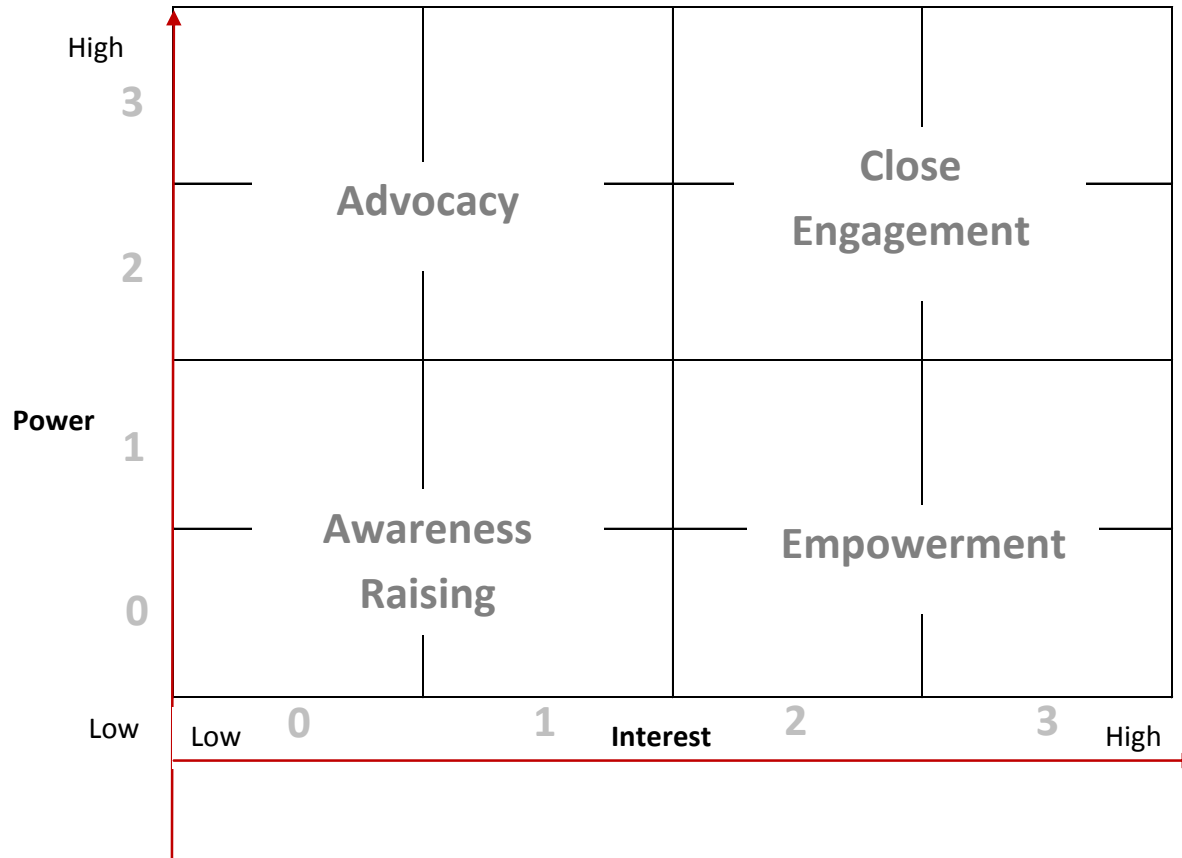 High
3
Close
Advocacy
Engagement
2
Power
1
Awareness
Empowerment
Raising
0
Low
Low 0 1 Interest 2 3 High